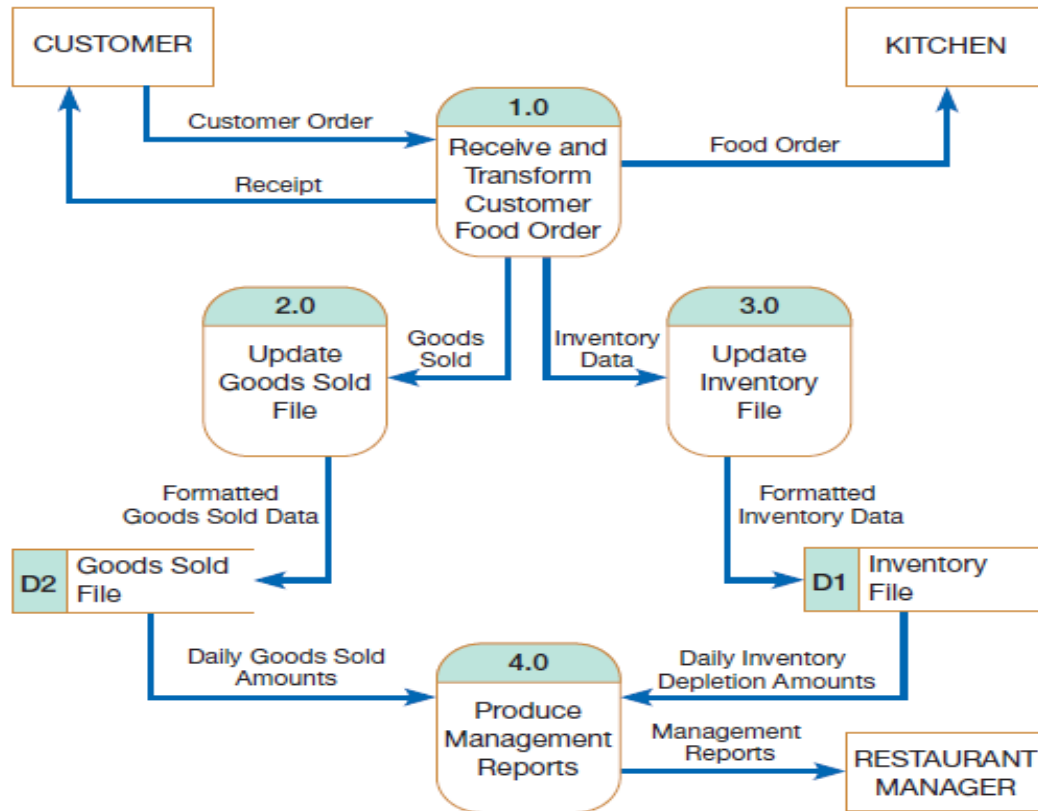 CUSTOMER
KITCHEN
1.0
Receive and
Transform
Customer
Food Order
Customer Order
Receipt
Food Order
2.0
Update
Goods Sold
File
Goods
Sold
Inventory
Data
3.0
Update
Inventory
File
Formatted
Goods Sold Data
Formatted
Inventory Data
D2
Goods Sold
File
D1
Inventory
File
Daily Goods Sold
Amounts
4.0
Produce
Management
Reports
Daily Inventory
Depletion Amounts
Management
Reports
RESTAURANT
MANAGER